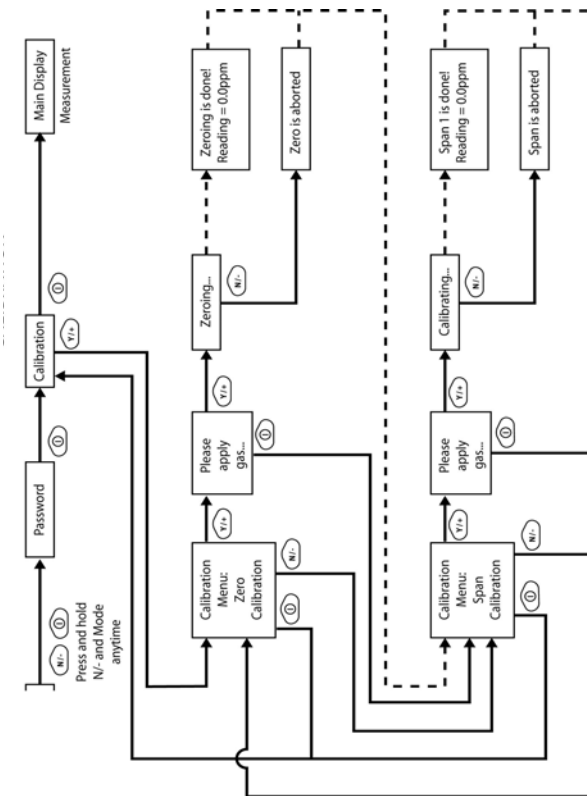 Press and hold
N/- and Mode
anytime
N/-
Password
Calibration
Y/+
Main Display
Measurement
Calibration
Menu:
Zero
Calibration
Y/+
N/-
Please
apply
gas...
Y/+
Zeroing...
N/-
Zeroing is done!
Reading = 0.0ppm
Zero is aborted
Calibration
Menu:
Span
Calibration
Y/+
N/-
Please
apply
gas...
Y/+
Calibrating...
N/-
Span 1 is done!
Reading = 0.0ppm
Span is aborted